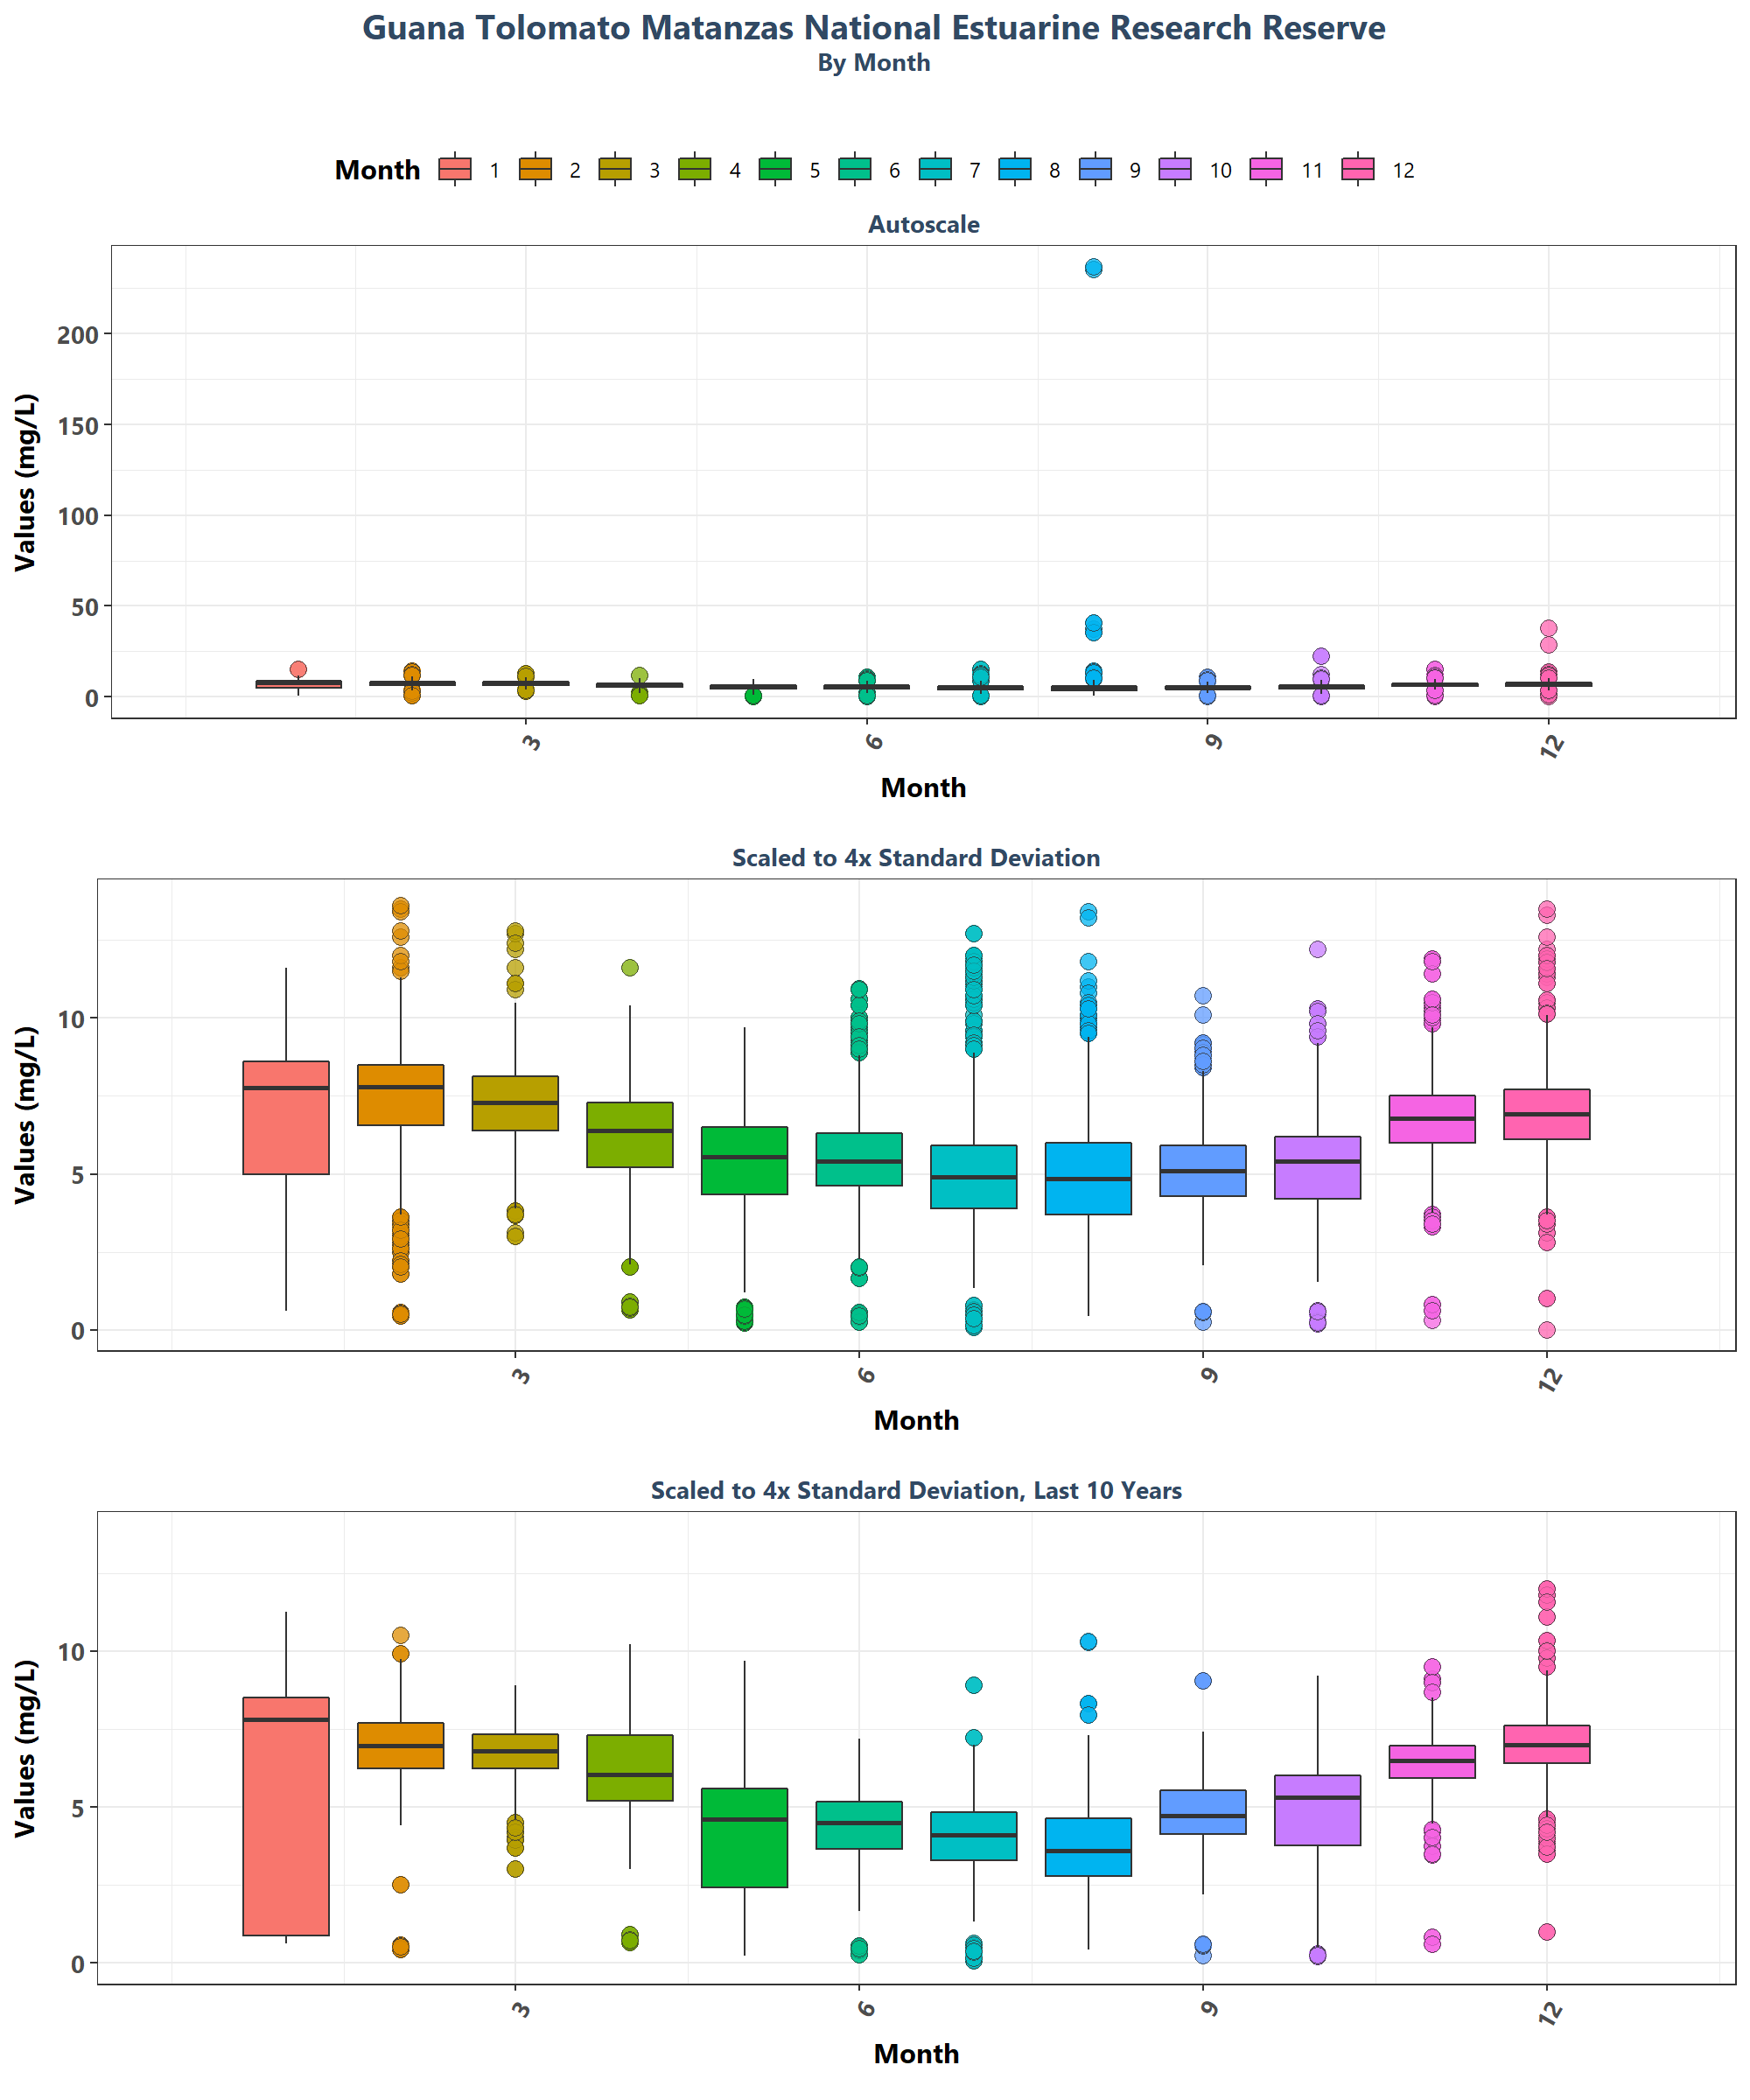 Guana Tolomato Matanzas National Estuarine Research Reserve
By Month
Month 1 2 3 4 5 6 7 8 9 10 11 12
Autoscale
Values (mg/L)
200
150
100
50
0
3 6 9 12
Month
Scaled to 4x Standard Deviation
Values (mg/L)
10
5
0
3 6 9 12
Month
Scaled to 4x Standard Deviation, Last 10 Years
Values (mg/L)
10
5
0
3 6 9 12
Month